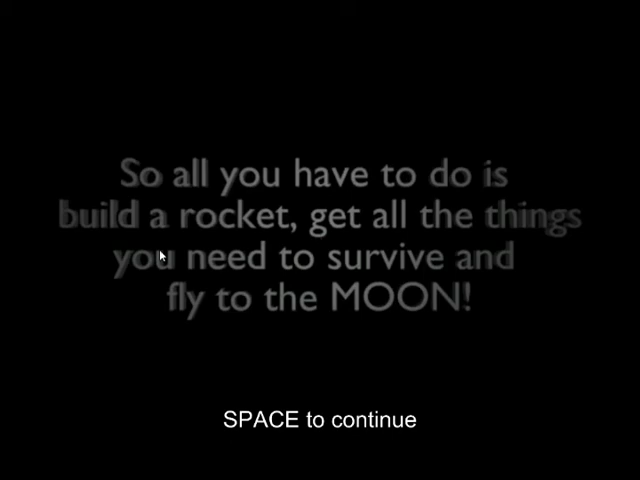 So all you have to do is
build a rocket, get all the things
you need to survive and
fly to the MOON!
SPACE to continue